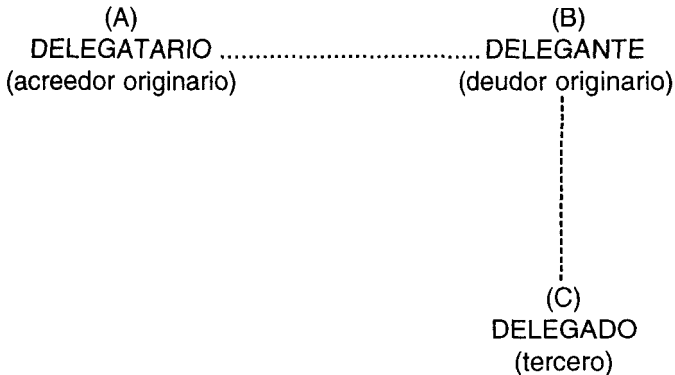 (A) (B)
DELEGATARIO ................................ DELEGANTE
(acreedor originario) (deudor originario)
(C)
DELEGADO
(tercero)